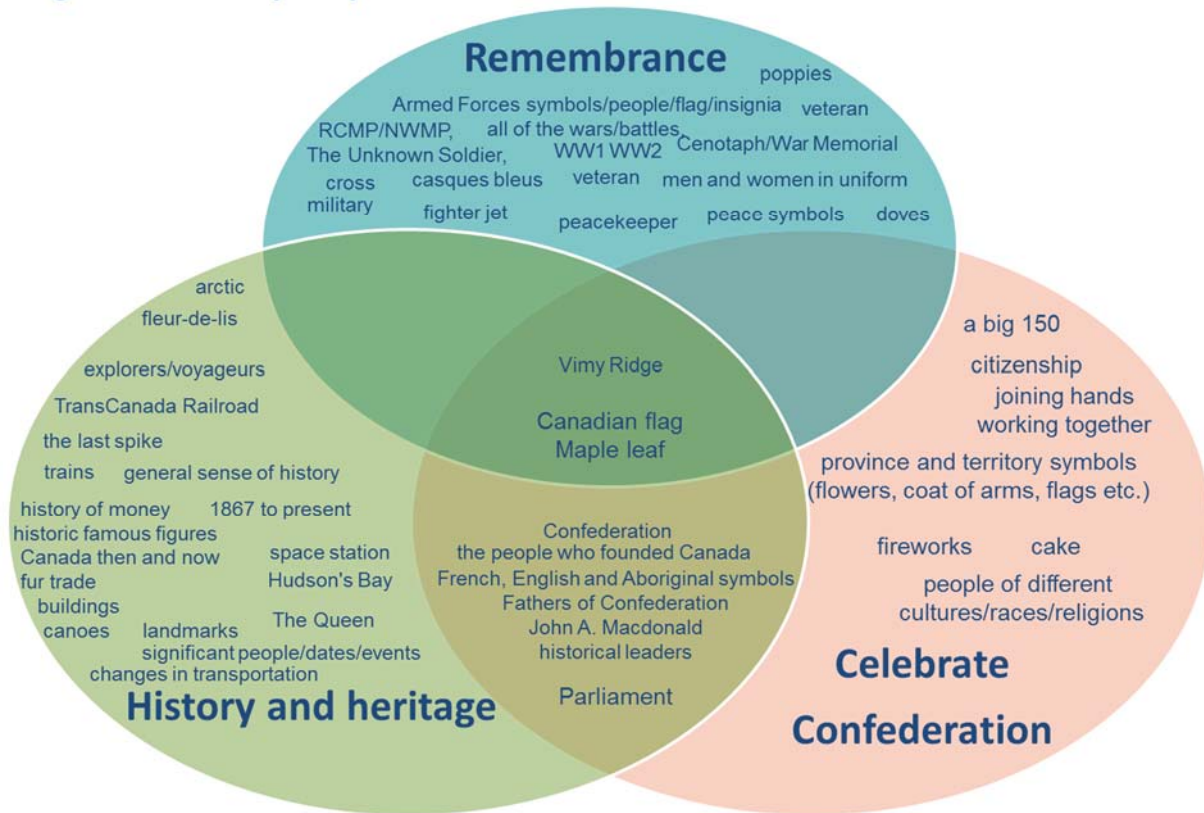 Remembrance
poppies
Armed Forces symbols/people/flag/insignia
veteran
RCMP/NWMP,
all of the wars/battles,
The Unknown Soldier,
WW1 WW2
Cenotaph/War Memorial
cross
casques bleus
veteran
men and women in uniform
military
fighter jet
peacekeeper
peace symbols
doves
arctic
fleur-de-lis
explorers/voyageurs
TransCanada Railroad
the last spike
trains
general sense of history
history of money
1867 to present
historic famous figures
Canada then and now
space station
fur trade
Hudson's Bay
buildings
The Queen
canoes
landmarks
significant people/dates/events
changes in transportation
History and heritage
Vimy Ridge
Canadian flag
Maple leaf
Confederation
the people who founded Canada
French, English and Aboriginal symbols
Fathers of Confederation
John A. Macdonald
historical leaders
Parliament
a big 150
citizenship
joining hands
working together
province and territory symbols
(flowers, coat of arms, flags etc.)
fireworks
cake
people of different
cultures/races/religions
Celebrate
Confederation